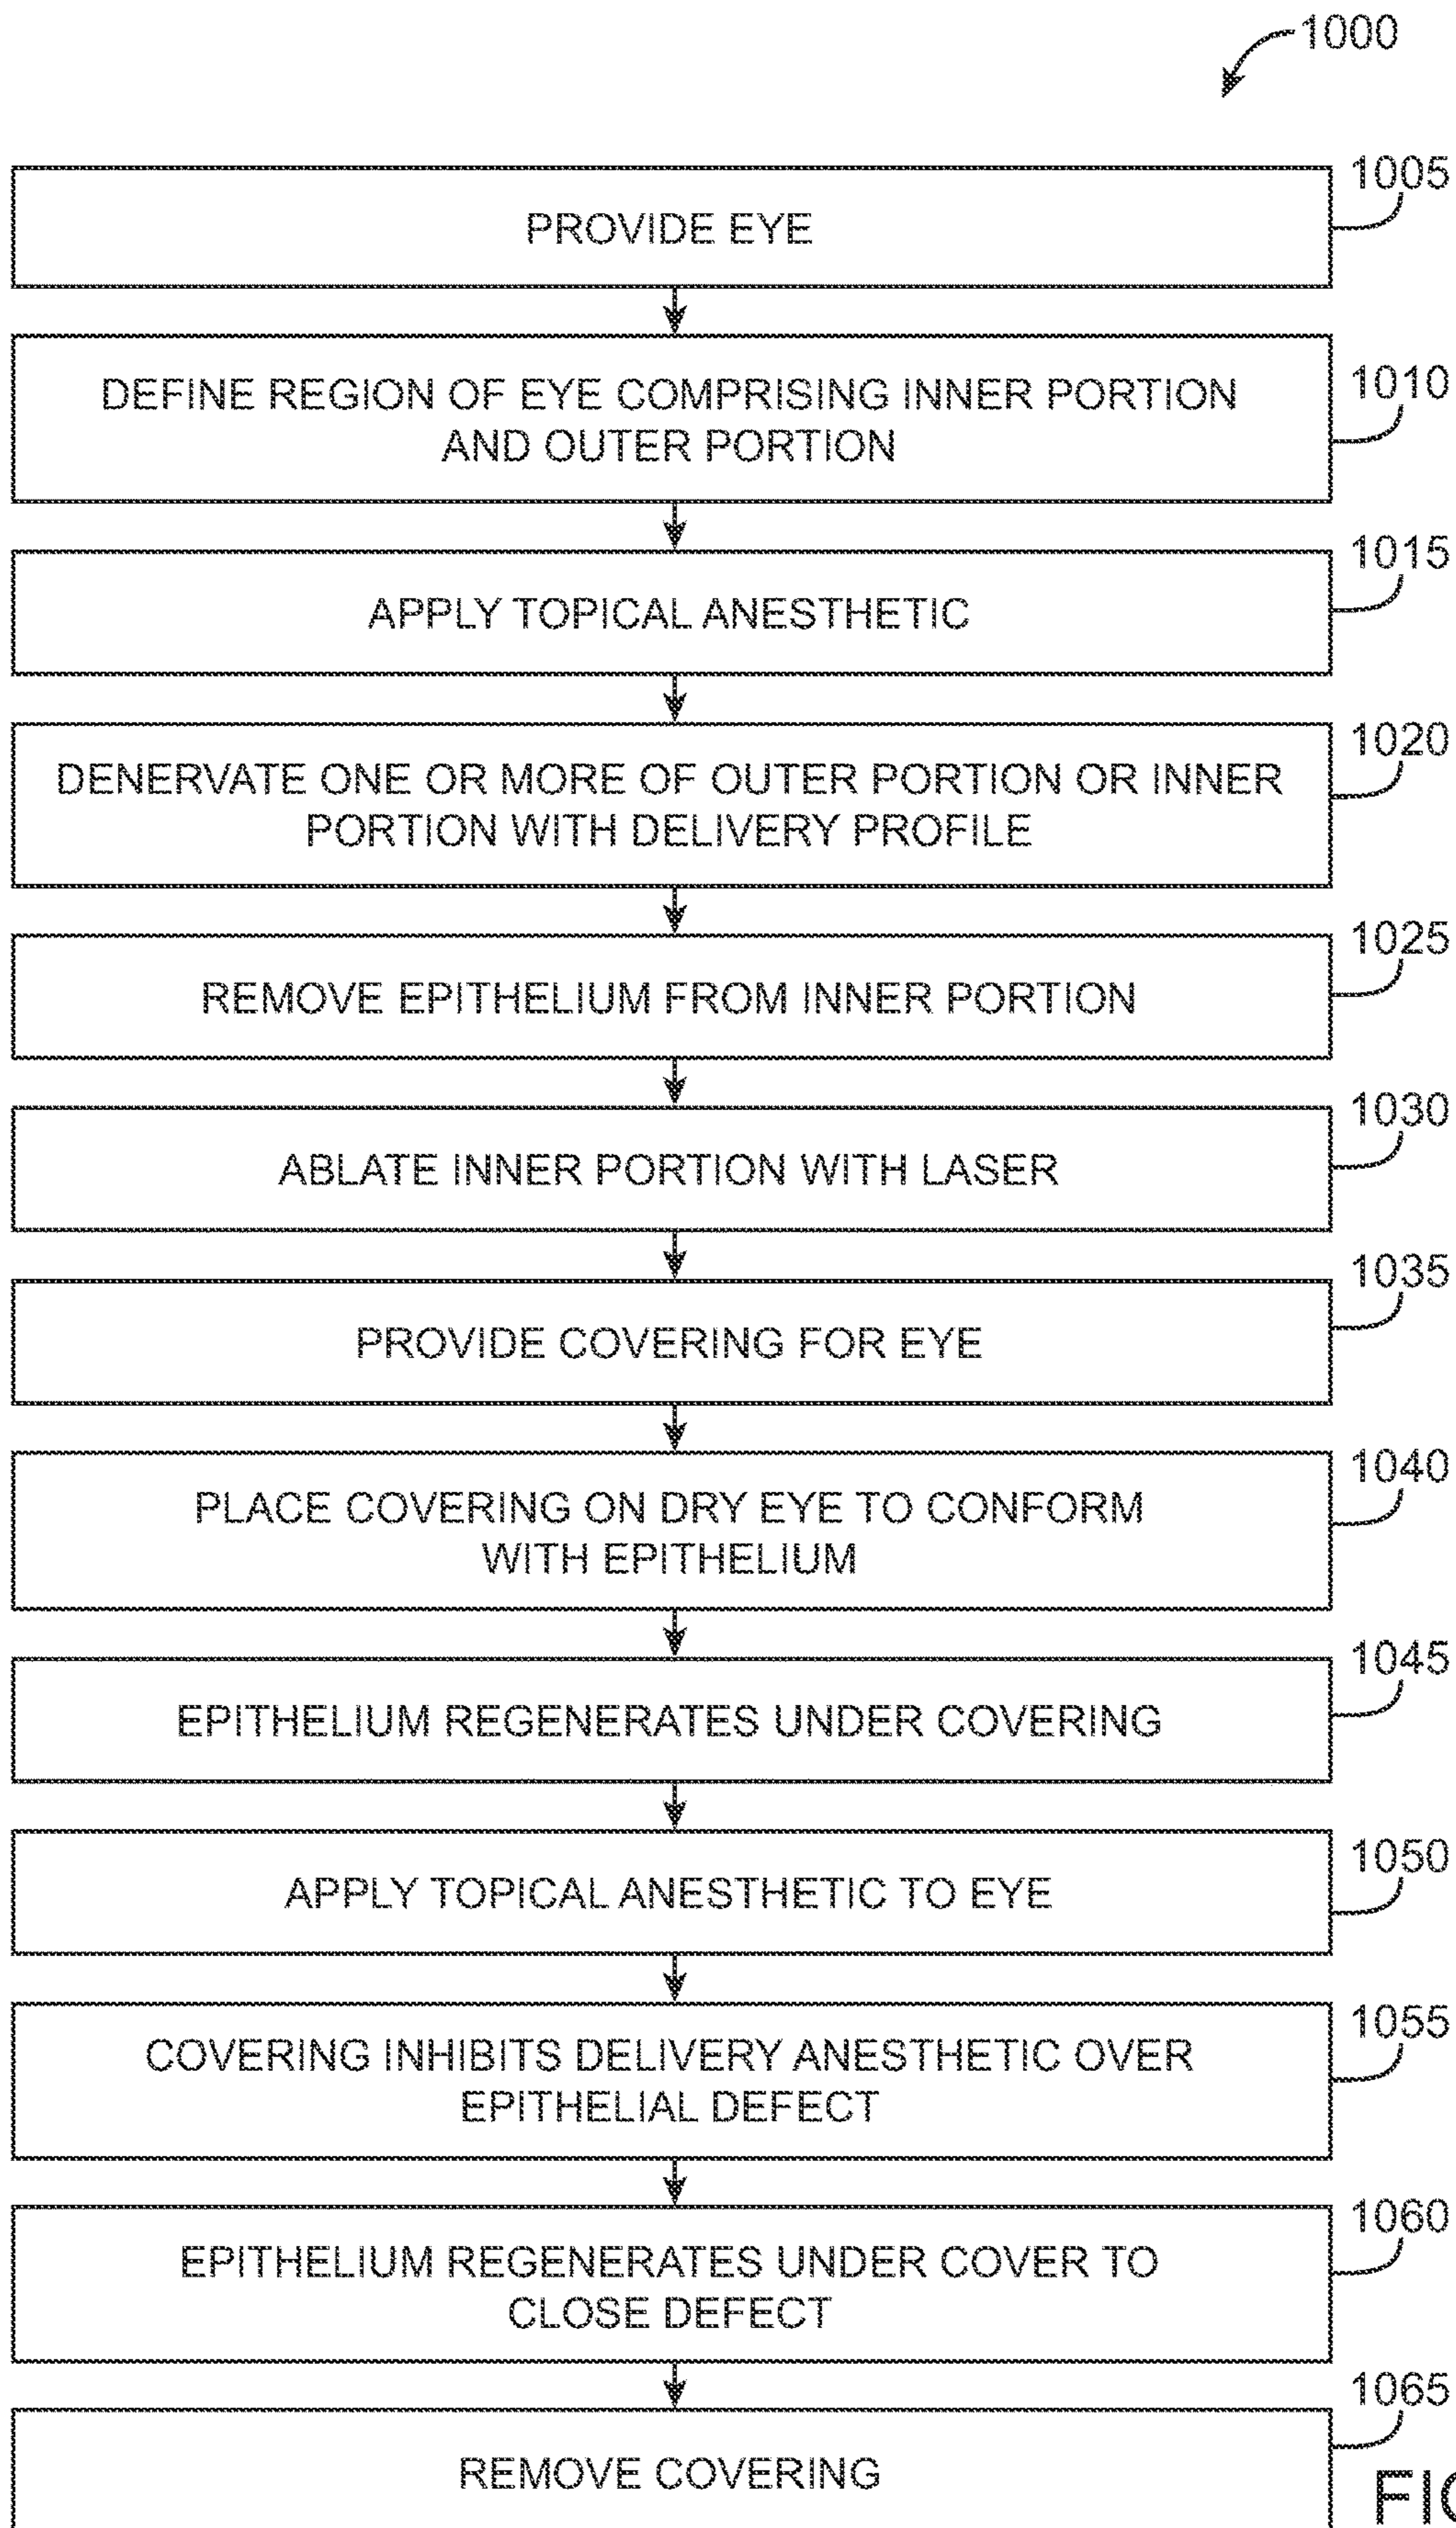 1000
1005
PROVIDE EYE
1010
DEFINE REGION OF EYE COMPRISING INNER PORTION
AND OUTER PORTION
1015
APPLY TOPICAL ANESTHETIC
1020
DENERVATE ONE OR MORE OF OUTER PORTION OR INNER
PORTION WITH DELIVERY PROFILE
1025
REMOVE EPITHELIUM FROM INNER PORTION
1030
ABLATE INNER PORTION WITH LASER
1035
PROVIDE COVERING FOR EYE
1040
PLACE COVERING ON DRY EYE TO CONFORM
WITH EPITHELIUM
1045
EPITHELIUM REGENERATES UNDER COVERING
1050
APPLY TOPICAL ANESTHETIC TO EYE
1055
COVERING INHIBITS DELIVERY ANESTHETIC OVER
EPITHELIAL DEFECT
1060
EPITHELIUM REGENERATES UNDER COVER TO
CLOSE DEFECT
1065
REMOVE COVERING